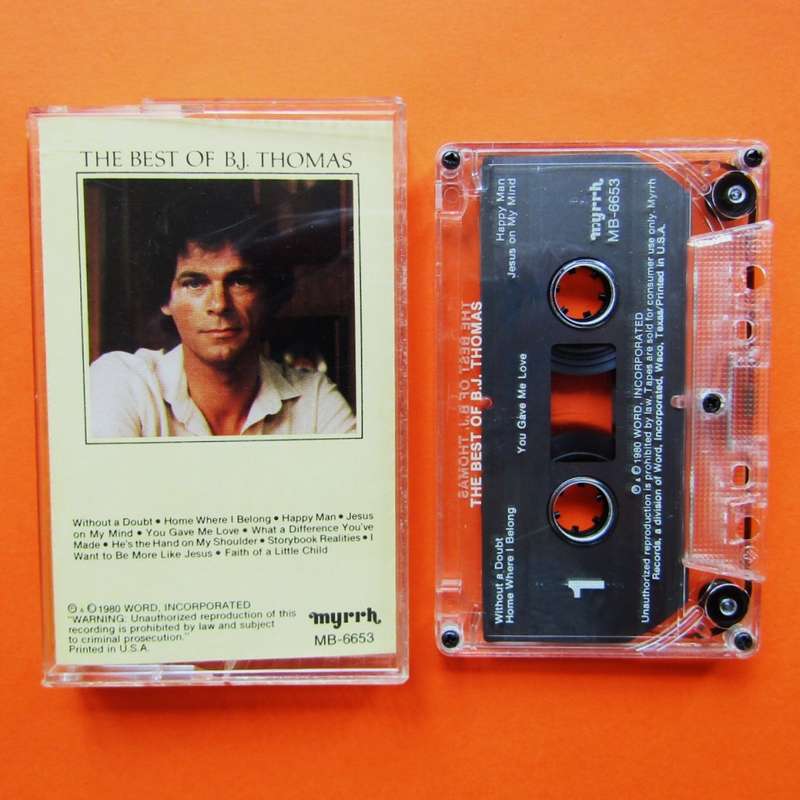 THE BEST OF B.J. THOMAS
Without a Doubt • Home Where I Belong • Happy Man • Jesus
on My Mind • You Gave Me Love • What a Difference You've
Made • He's the Hand on My Shoulder • Storybook Realities • I
Want to Be More Like Jesus • Faith of a Little Child
℗ & © 1980 WORD, INCORPORATED
"WARNING: Unauthorized reproduction of this
recording is prohibited by law and subject
to criminal prosecution."
Printed in U.S.A.
myrrh
MB-6653
THE BEST OF B.J. THOMAS
THE BEST OF B.J. THOMAS
Without a Doubt
Home Where I Belong
You Gave Me Love
Happy Man
Jesus on My Mind
myrrh
MB-6653
1
℗ & © 1980 WORD, INCORPORATED
Unauthorized reproduction is prohibited by law. Tapes are sold for consumer use only. Myrrh
Records, a division of Word, Incorporated, Waco, Texas/Printed in U.S.A.